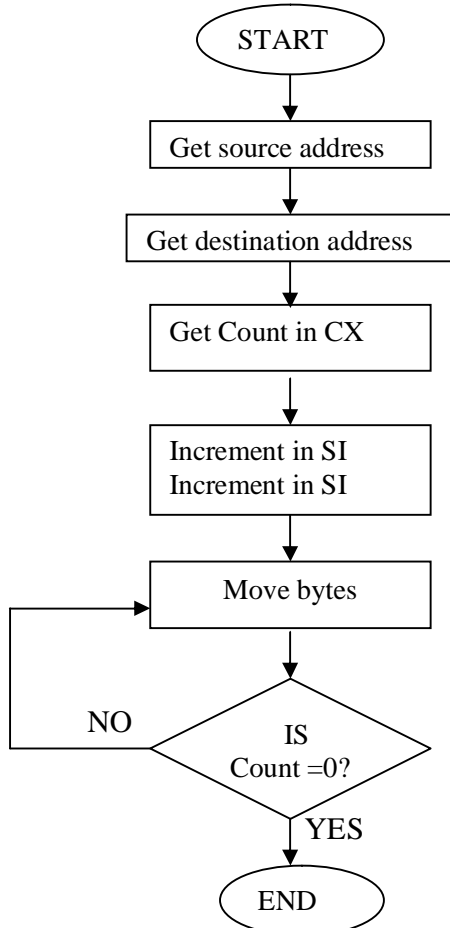 START
Get source address
Get destination address
Get Count in CX
Increment in SI
Increment in SI
Move bytes
NO
IS
Count =0?
YES
END